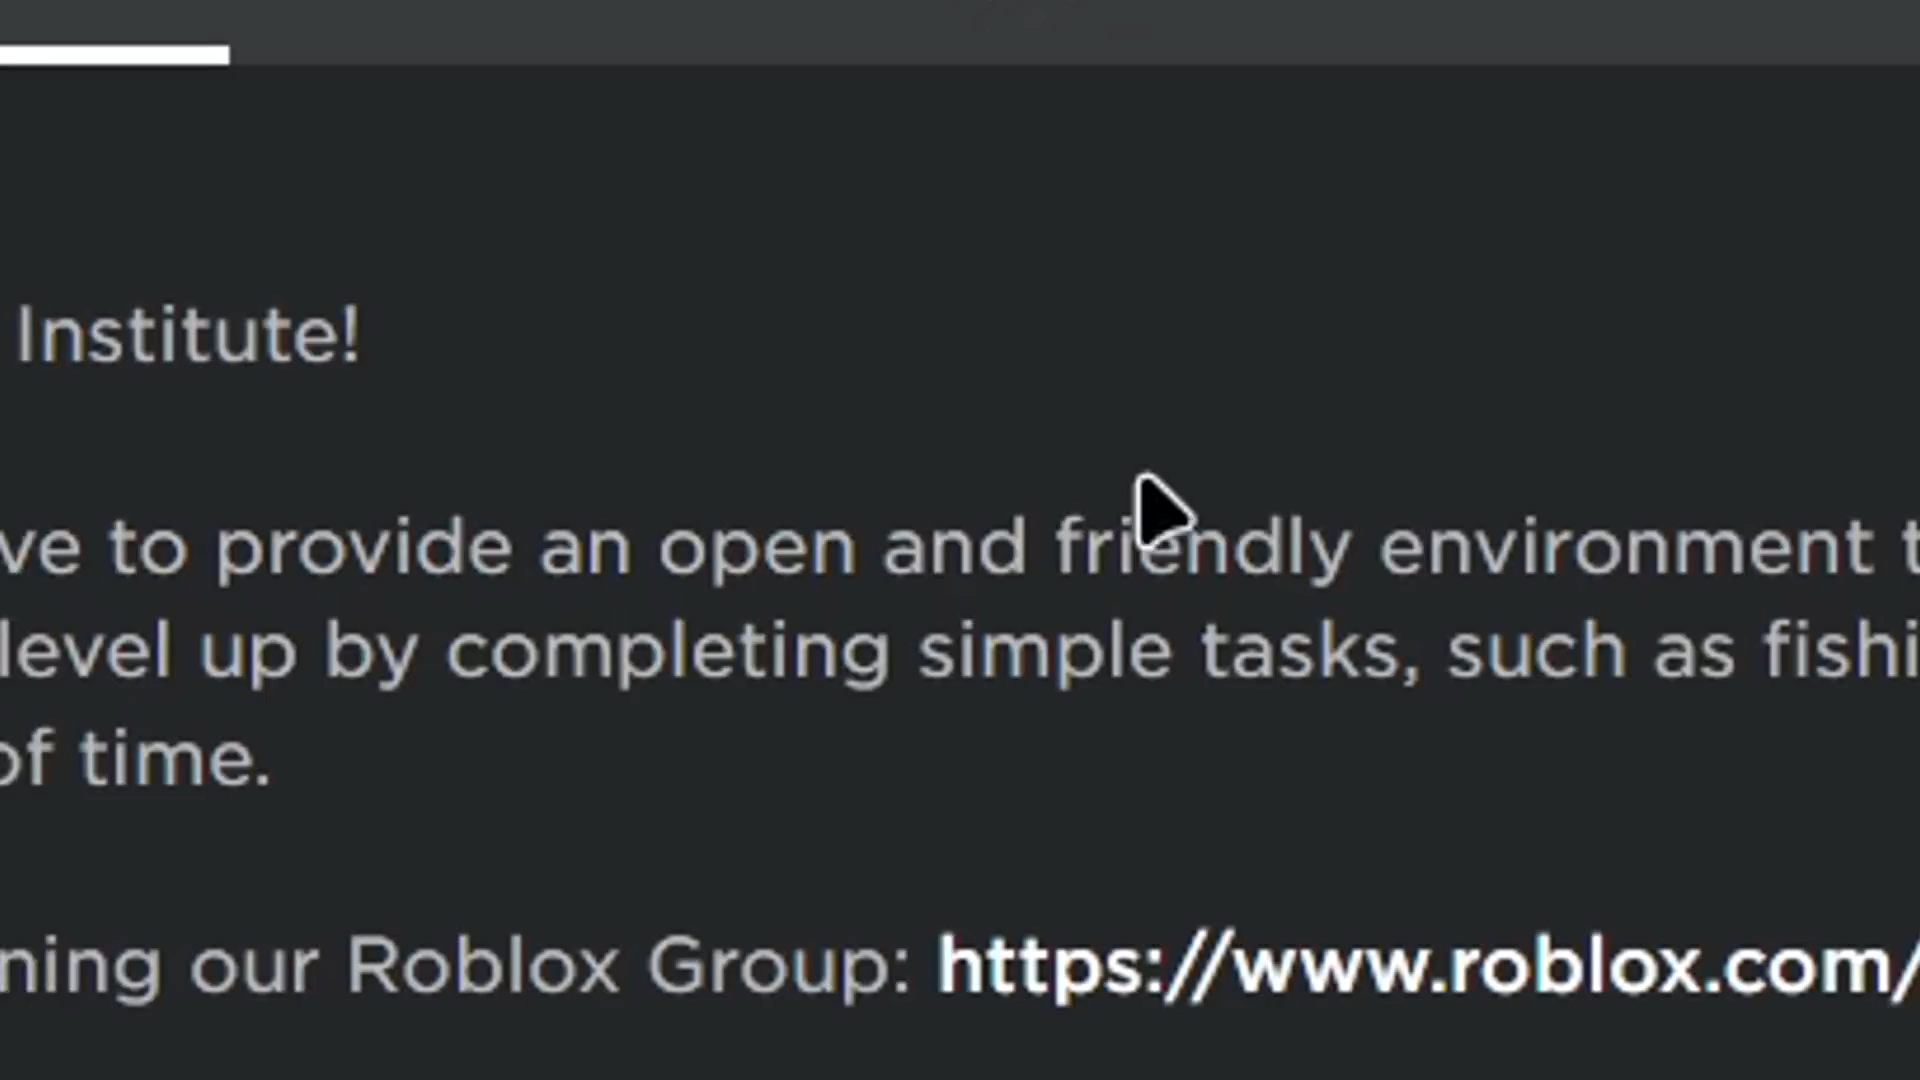 Institute!
ve to provide an open and friendly environment t
level up by completing simple tasks, such as fishi
of time.
ning our Roblox Group: https://www.roblox.com/